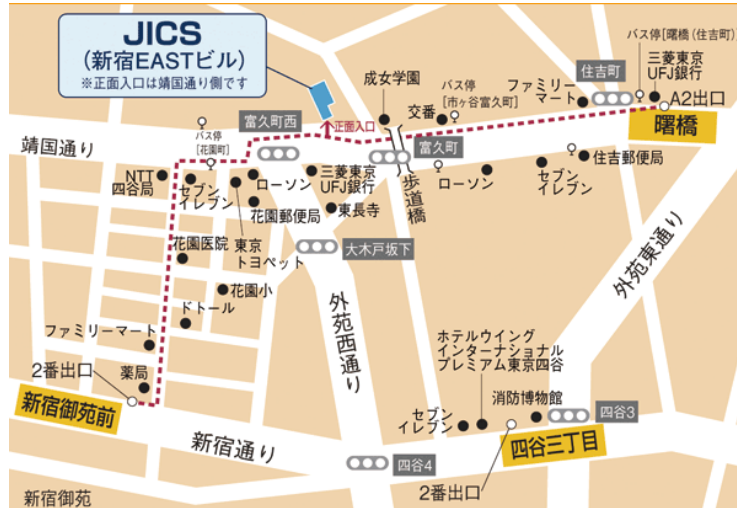 JICS
(新宿EASTビル)
※正面入口は靖国通り側です
正面入口
富久町西
バス停
[花園町]
靖国通り
成女学園
交番
バス停
[市ヶ谷富久町]
ファミリー
マート
住吉町
バス停[曙橋(住吉町)]
三菱東京
UFJ銀行
A2出口
曙橋
富久町
歩道橋
ローソン
セブン
イレブン
住吉郵便局
NTT
四谷局
セブン
イレブン
ローソン
三菱東京
UFJ銀行
花園郵便局
東長寺
東京
トヨペット
花園医院
大木戸坂下
花園小
ドトール
ファミリーマート
2番出口
薬局
新宿御苑前
新宿通り
外苑西通り
外苑東通り
ホテルウイング
インターナショナル
プレミアム東京四谷
消防博物館
セブン
イレブン
四谷3
四谷三丁目
2番出口
四谷4
新宿御苑